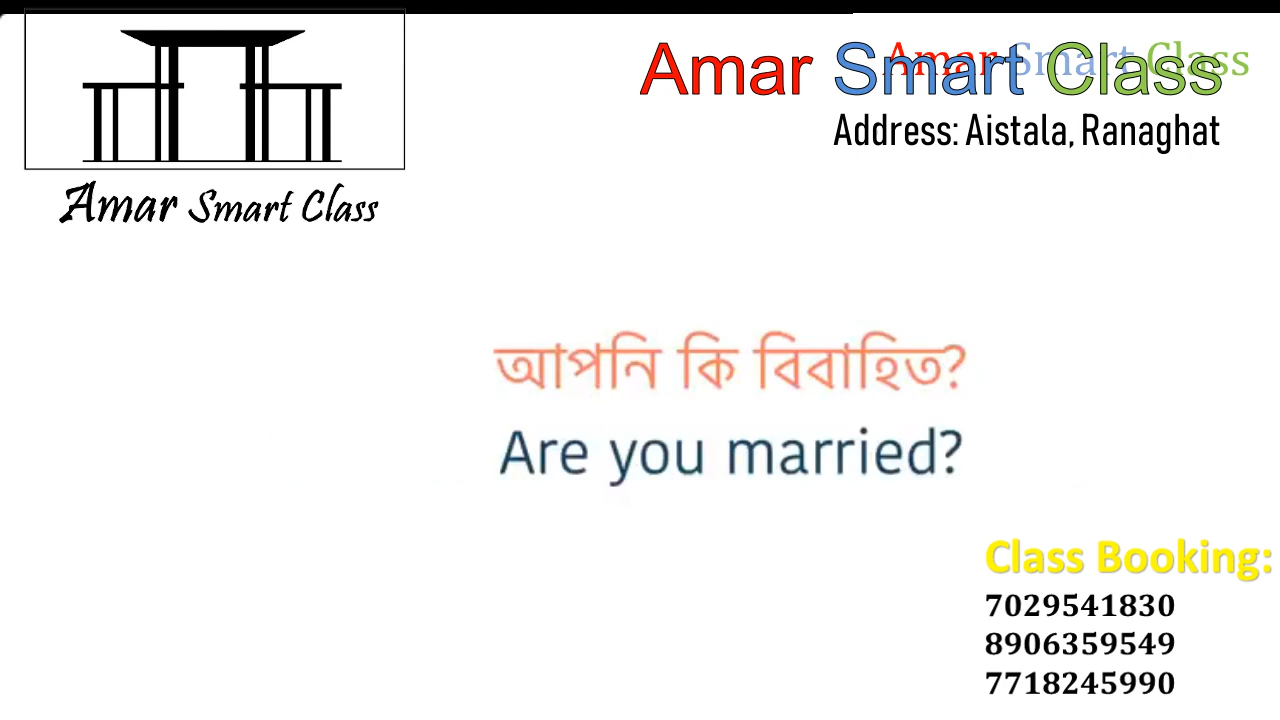 Amar Smart Class
Amar Smart Class
Address: Aistala, Ranaghat
Amar Smart Class
আপনি কি বিবাহিত?
Are you married?
Class Booking:
7029541830
8906359549
7718245990